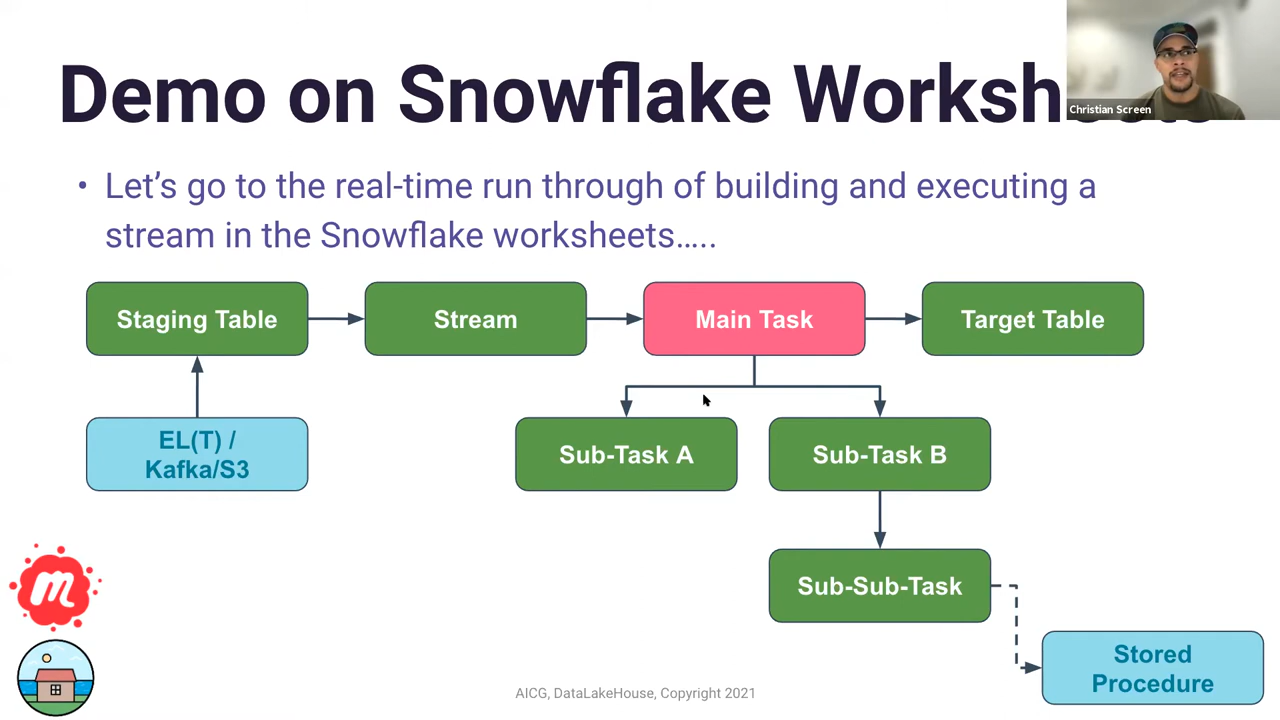 Demo on Snowflake Worksh
Christian Screen
• Let’s go to the real-time run through of building and executing a
stream in the Snowflake worksheets…..
Staging Table
Stream
Main Task
Target Table
EL(T) /
Kafka/S3
Sub-Task A
Sub-Task B
Sub-Sub-Task
Stored
Procedure
m
AICG, DataLakeHouse, Copyright 2021